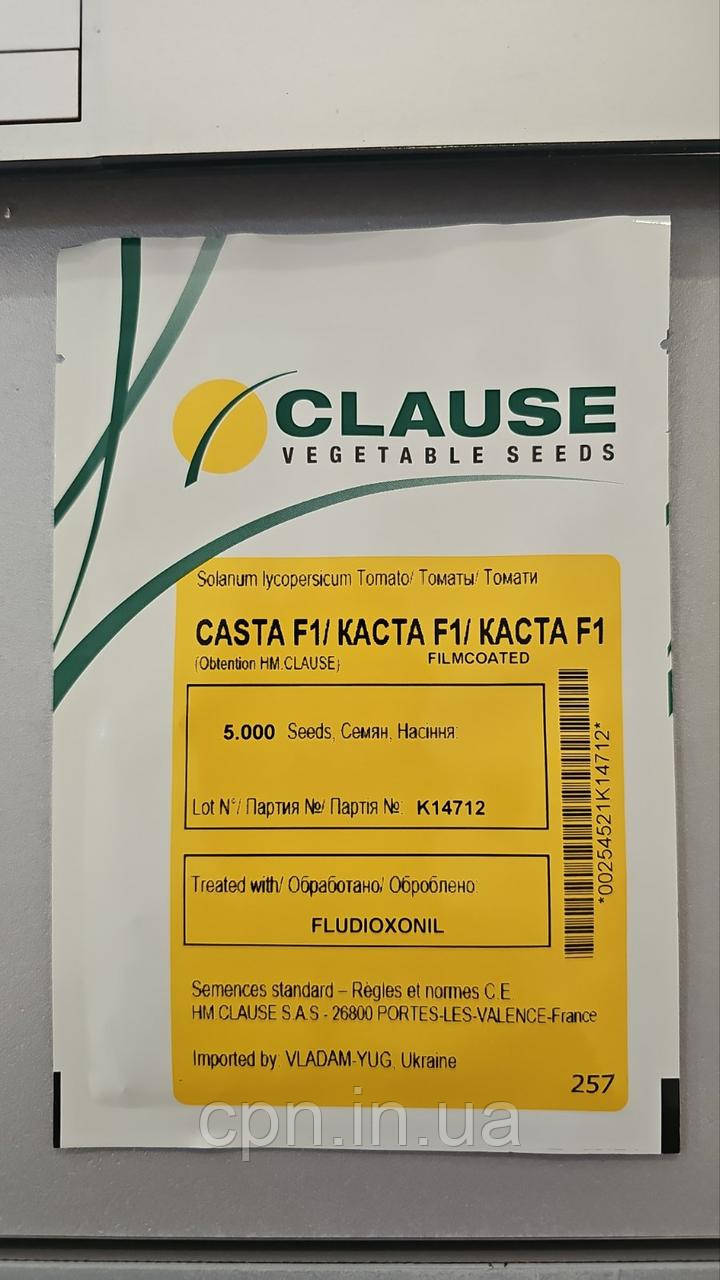 CLAUSE
VEGETABLE SEEDS
Solanum lycopersicum Tomato/ Томаты/ Томати
CASTA F1/ КАСТА F1/ КАСТА F1
(Obtention HM.CLAUSE)
FILMCOATED
5.000 Seeds, Семян, Насіння:
Lot N°/ Партия №/ Партія №: K14712
*00254521K14712*
Treated with/ Обработано/ Оброблено:
FLUDIOXONIL
Semences standard – Règles et normes C.E
HM CLAUSE S.A.S - 26800 PORTES-LES-VALENCE-France
Imported by: VLADAM-YUG, Ukraine
257
cpn.in.ua